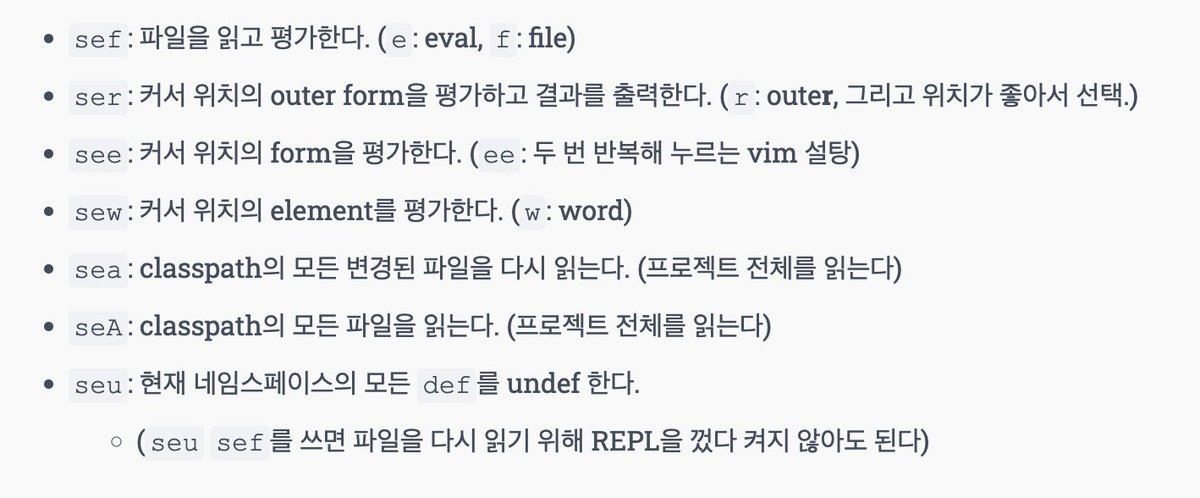 • sef: 파일을 읽고 평가한다. (e: eval, f: file)
• ser: 커서 위치의 outer form을 평가하고 결과를 출력한다. (r: outer, 그리고 위치가 좋아서 선택.)
• see: 커서 위치의 form을 평가한다. (ee: 두 번 반복해 누르는 vim 설탕)
• sew: 커서 위치의 element를 평가한다. (w: word)
• sea: classpath의 모든 변경된 파일을 다시 읽는다. (프로젝트 전체를 읽는다)
• seA: classpath의 모든 파일을 읽는다. (프로젝트 전체를 읽는다)
• seu: 현재 네임스페이스의 모든 def를 undef 한다.
○ (seu sef를 쓰면 파일을 다시 읽기 위해 REPL을 껐다 켜지 않아도 된다)